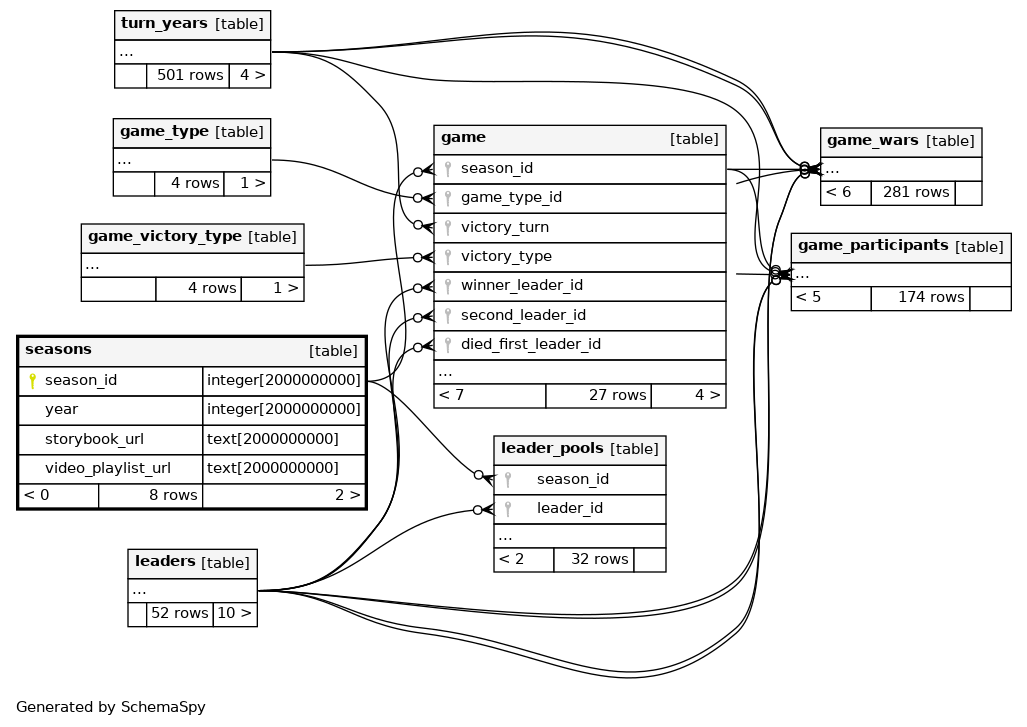 turn_years [table]
...
501 rows 4 >
game_type [table]
...
4 rows 1 >
game_victory_type [table]
...
4 rows 1 >
seasons [table]
season_id integer[2000000000]
year integer[2000000000]
storybook_url text[2000000000]
video_playlist_url text[2000000000]
< 0 8 rows 2 >
leaders [table]
...
52 rows 10 >
game [table]
season_id
game_type_id
victory_turn
victory_type
winner_leader_id
second_leader_id
died_first_leader_id
...
< 7 27 rows 4 >
leader_pools [table]
season_id
leader_id
...
< 2 32 rows
game_wars [table]
...
< 6 281 rows
game_participants [table]
...
< 5 174 rows
Generated by SchemaSpy